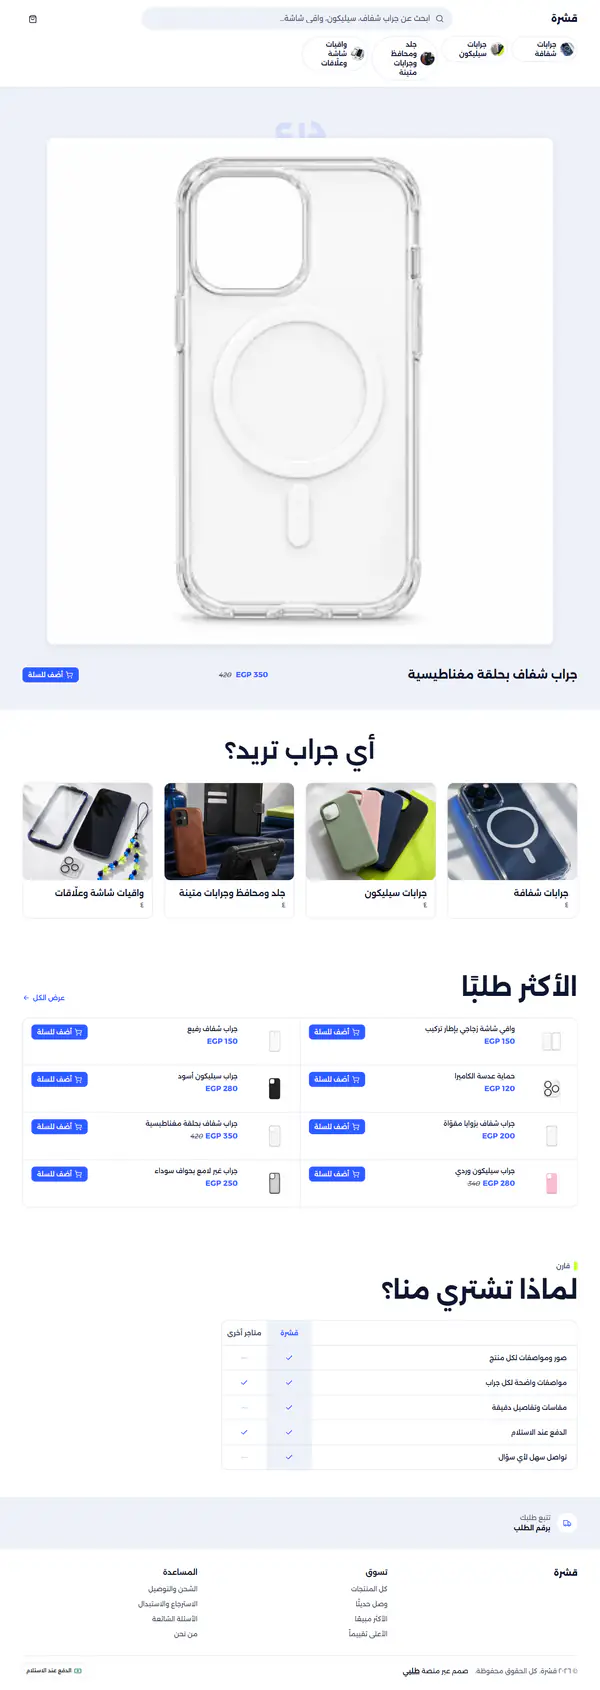 قشرة
ابحث عن جراب شفاف، سيليكون، واقي شاشة...
جرابات
شفافة
جرابات
سيليكون
جلد
ومحافظ
وجرابات
متينة
واقيات
شاشة
وعلّاقات
جراب شفاف بحلقة مغناطيسية
EGP 350 420
أضف للسلة
أي جراب تريد؟
جرابات شفافة
٤
جرابات سيليكون
٤
جلد ومحافظ وجرابات متينة
٤
واقيات شاشة وعلّاقات
٤
الأكثر طلبًا
عرض الكل
واقي شاشة زجاجي بإطار تركيب
EGP 150
أضف للسلة
جراب شفاف رفيع
EGP 150
أضف للسلة
حماية عدسة الكاميرا
EGP 120
أضف للسلة
جراب سيليكون أسود
EGP 280
أضف للسلة
جراب شفاف بزوايا مقوّاة
EGP 200
أضف للسلة
جراب شفاف بحلقة مغناطيسية
EGP 350 420
أضف للسلة
جراب سيليكون وردي
EGP 280 340
أضف للسلة
جراب غير لامع بحواف سوداء
EGP 250
أضف للسلة
قارن
لماذا تشتري منا؟
قشرة
متاجر أخرى
صور ومواصفات لكل منتج
مواصفات واضحة لكل جراب
مقاسات وتفاصيل دقيقة
الدفع عند الاستلام
تواصل سهل لأي سؤال
تتبع طلبك
برقم الطلب
قشرة
تسوق
كل المنتجات
وصل حديثًا
الأكثر مبيعًا
الأعلى تقييماً
المساعدة
الشحن والتوصيل
الاسترجاع والاستبدال
الأسئلة الشائعة
من نحن
© ٢٠٢٦ قشرة. كل الحقوق محفوظة. صمم عبر منصة طلبي
الدفع عند الاستلام